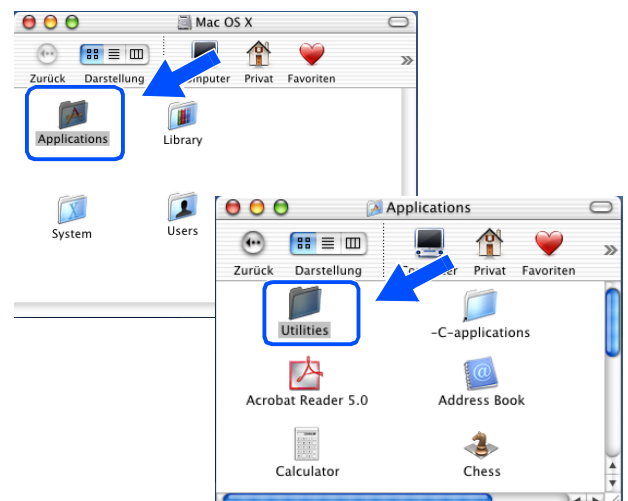 Mac OS X
Zurück Darstellung Computer Privat Favoriten
Applications Library
System Users
Applications
Zurück Darstellung Computer Privat Favoriten
Utilities -C-applications
Acrobat Reader 5.0 Address Book
Calculator Chess